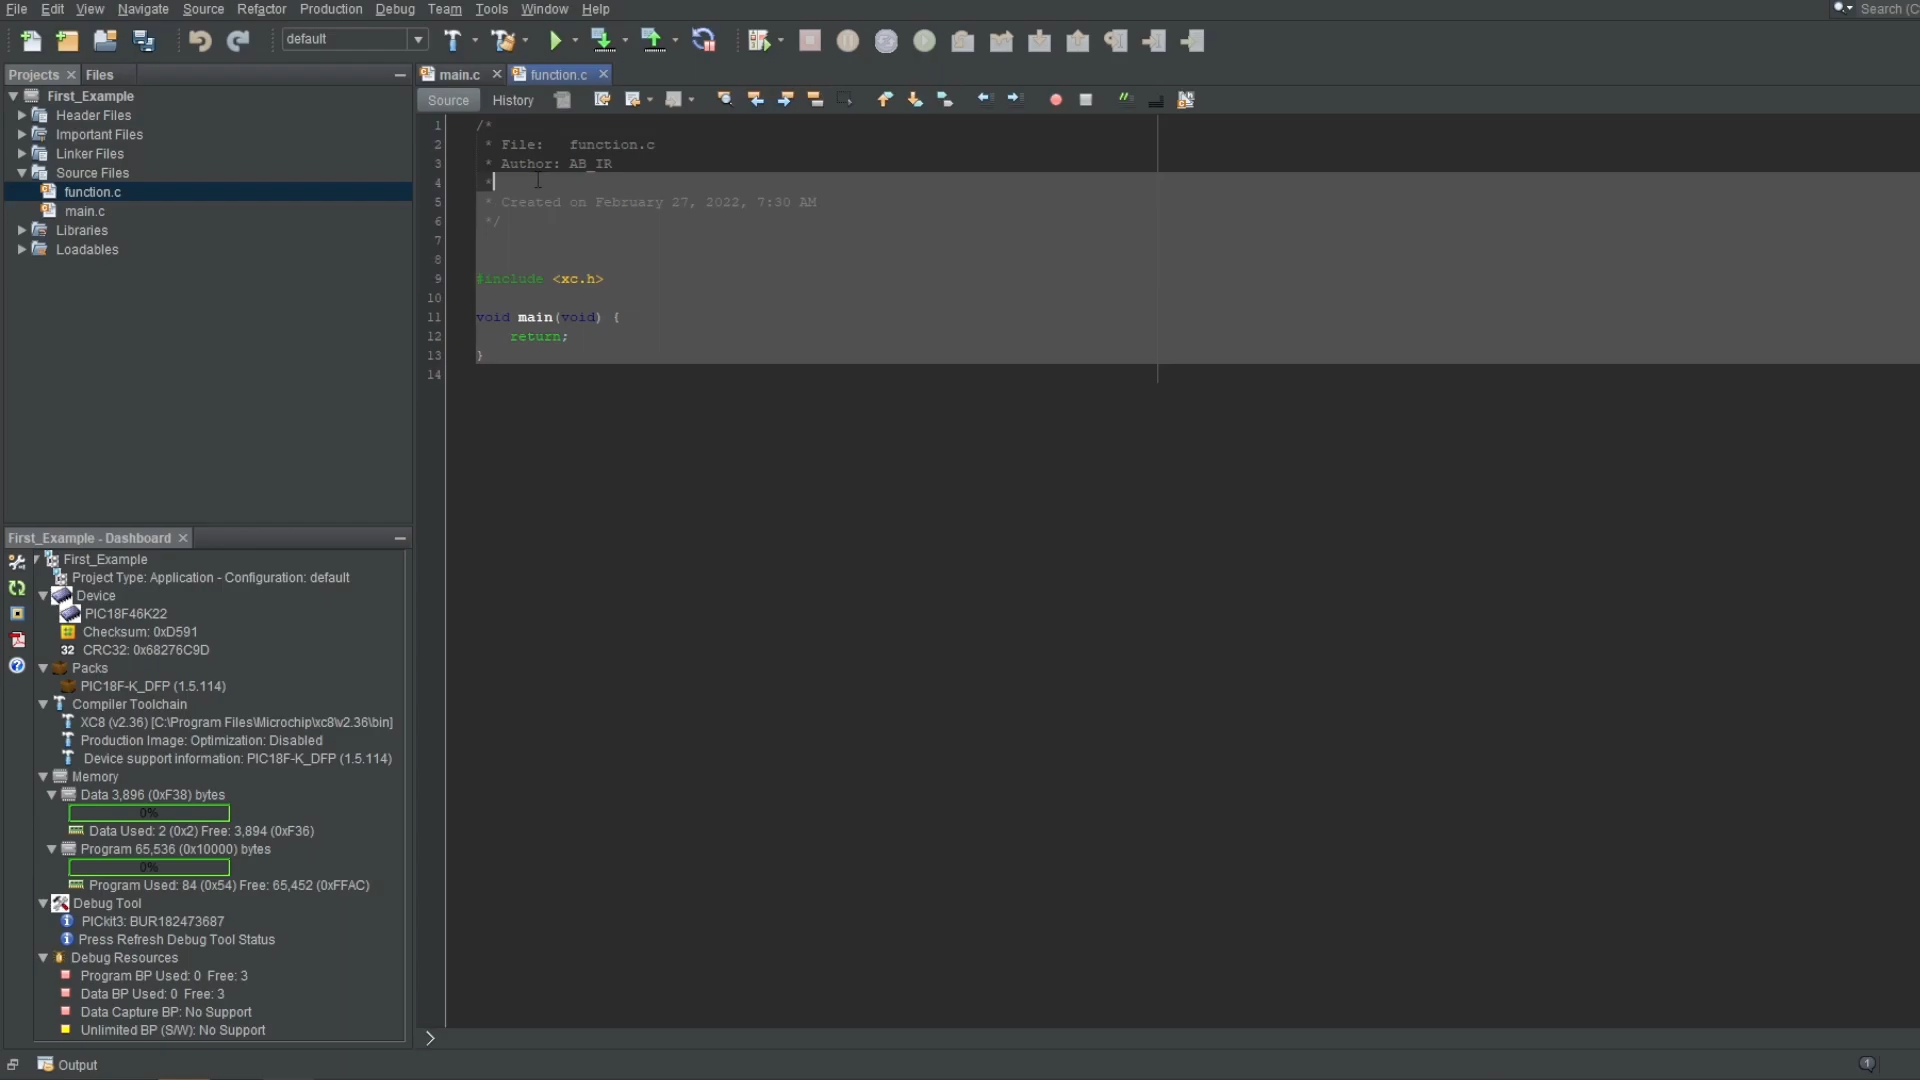 File Edit View Navigate Source Refactor Production Debug Team Tools Window Help Search (C
default
Projects Files
main.c function.c
First_Example
Header Files
Important Files
Linker Files
Source Files
function.c
main.c
Libraries
Loadables
Source History
1 /*
2 * File: function.c
3 * Author: AB_IR
4 *
5 * Created on February 27, 2022, 7:30 AM
6 */
7
8
9 #include <xc.h>
10
11 void main(void) {
12 return;
13 }
14
First_Example - Dashboard
First_Example
Project Type: Application - Configuration: default
Device
PIC18F46K22
Checksum: 0xD591
32 CRC32: 0x68276C9D
Packs
PIC18F-K_DFP (1.5.114)
Compiler Toolchain
XC8 (v2.36) [C:\Program Files\Microchip\xc8\v2.36\bin]
Production Image: Optimization: Disabled
Device support information: PIC18F-K_DFP (1.5.114)
Memory
Data 3,896 (0xF38) bytes
0%
Data Used: 2 (0x2) Free: 3,894 (0xF36)
Program 65,536 (0x10000) bytes
0%
Program Used: 84 (0x54) Free: 65,452 (0xFFAC)
Debug Tool
PICkit3: BUR182473687
Press Refresh Debug Tool Status
Debug Resources
Program BP Used: 0 Free: 3
Data BP Used: 0 Free: 3
Data Capture BP: No Support
Unlimited BP (S/W): No Support
Output
1